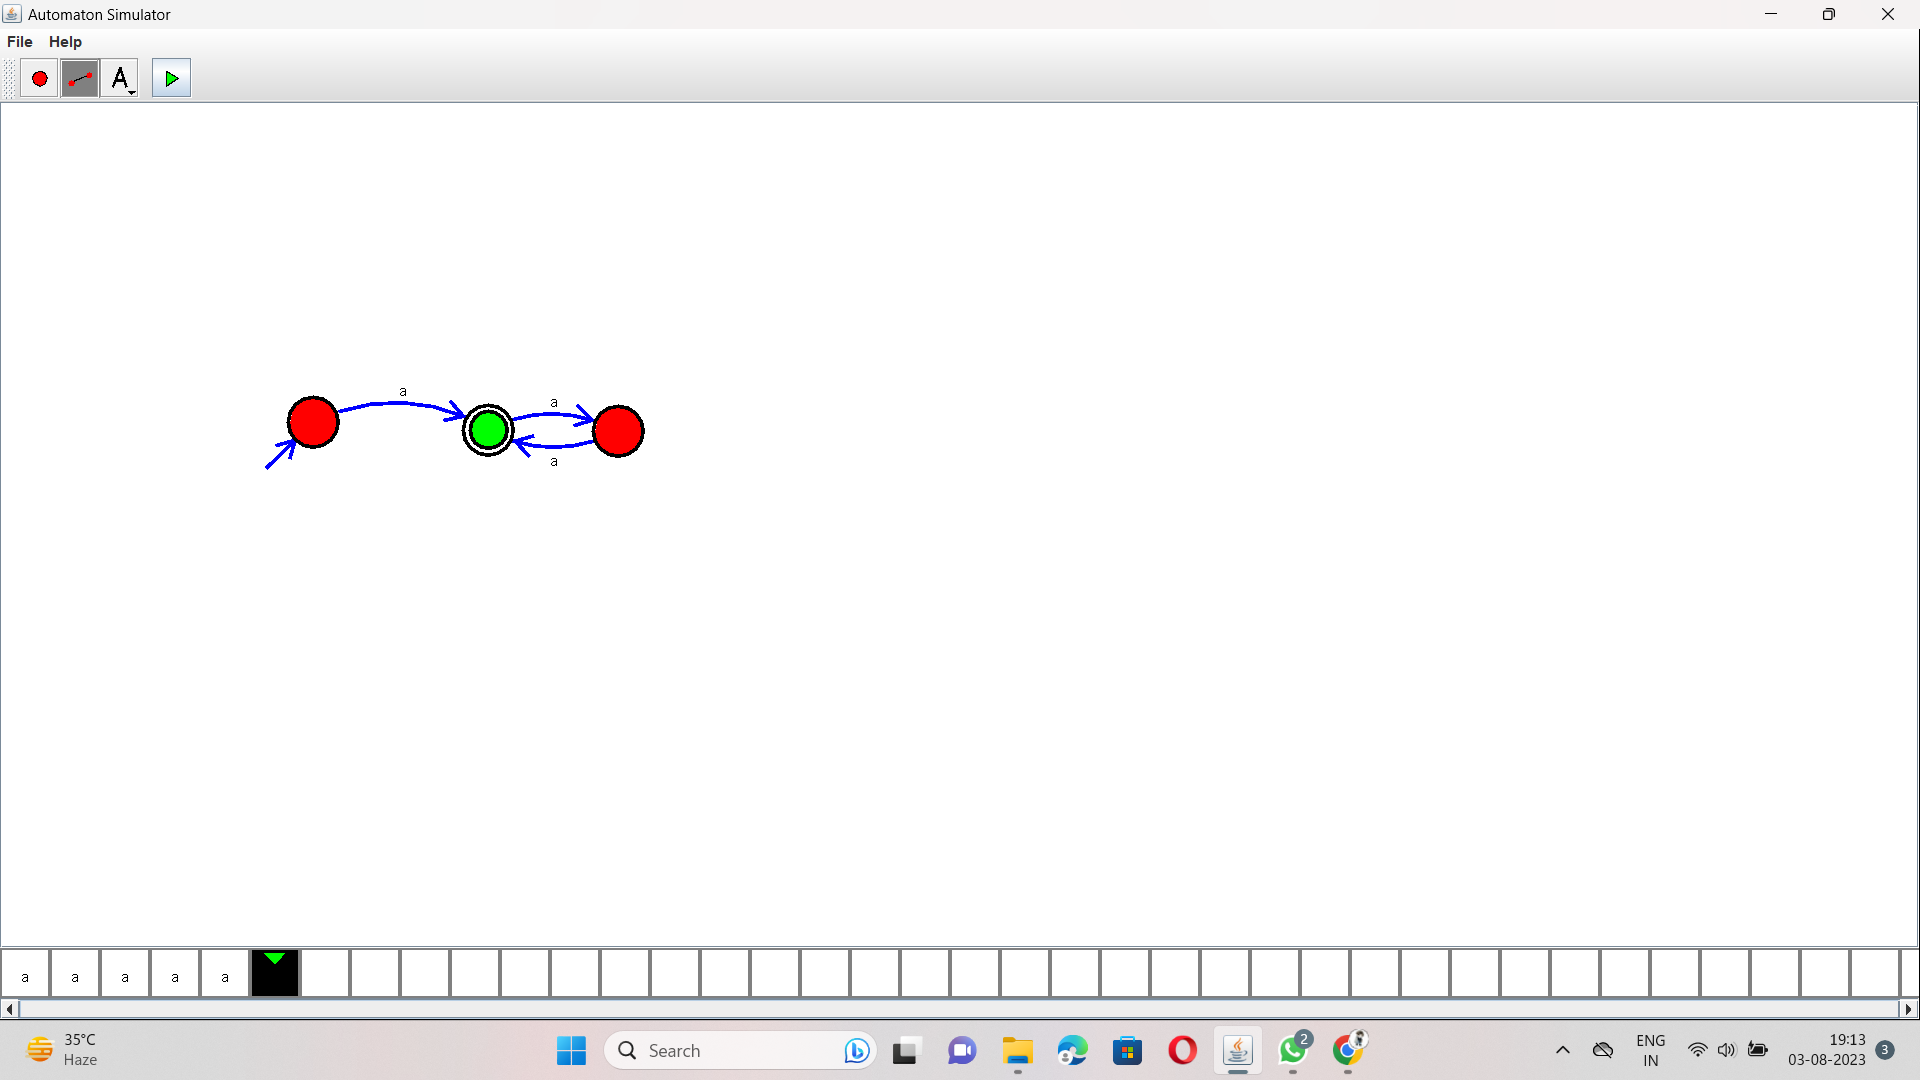 Automaton Simulator
File Help
A
a
a
a
a a a a a
35°C
Haze
Search
2
ENG
IN
19:13
03-08-2023
3